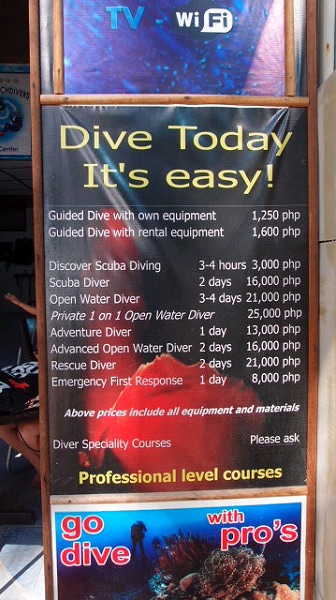 TV - WiFi
CHDIVERS
Center
Dive Today
It's easy!
Guided Dive with own equipment 1,250 php
Guided Dive with rental equipment 1,600 php
Discover Scuba Diving 3-4 hours 3,000 php
Scuba Diver 2 days 16,000 php
Open Water Diver 3-4 days 21,000 php
Private 1 on 1 Open Water Diver 25,000 php
Adventure Diver 1 day 13,000 php
Advanced Open Water Diver 2 days 16,000 php
Rescue Diver 2 days 21,000 php
Emergency First Response 1 day 8,000 php
Above prices include all equipment and materials
Diver Speciality Courses Please ask
Professional level courses
go with
dive pro's